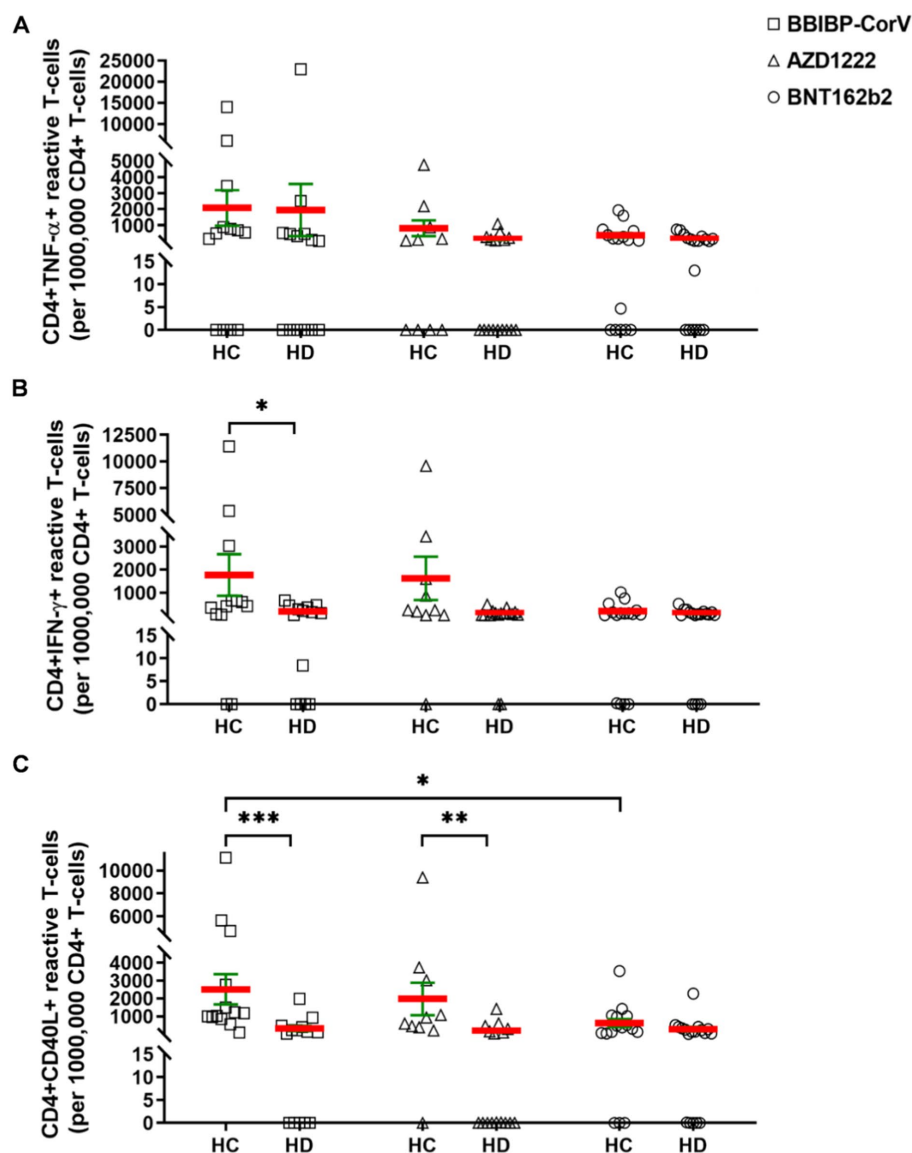 A
BBIBP-CorV
AZD1222
BNT162b2
CD4+TNF-α+ reactive T-cells
(per 1000,000 CD4+ T-cells)
25000
20000
15000
10000
5000
4000
3000
2000
1000
15
10
5
0
HC HD HC HD HC HD
B
*
CD4+IFN-γ+ reactive T-cells
(per 1000,000 CD4+ T-cells)
12500
10000
7500
5000
3000
2000
1000
15
10
5
0
HC HD HC HD HC HD
C
*
*** **
CD4+CD40L+ reactive T-cells
(per 1000,000 CD4+ T-cells)
10000
8000
6000
4000
3000
2000
1000
15
10
5
0
HC HD HC HD HC HD